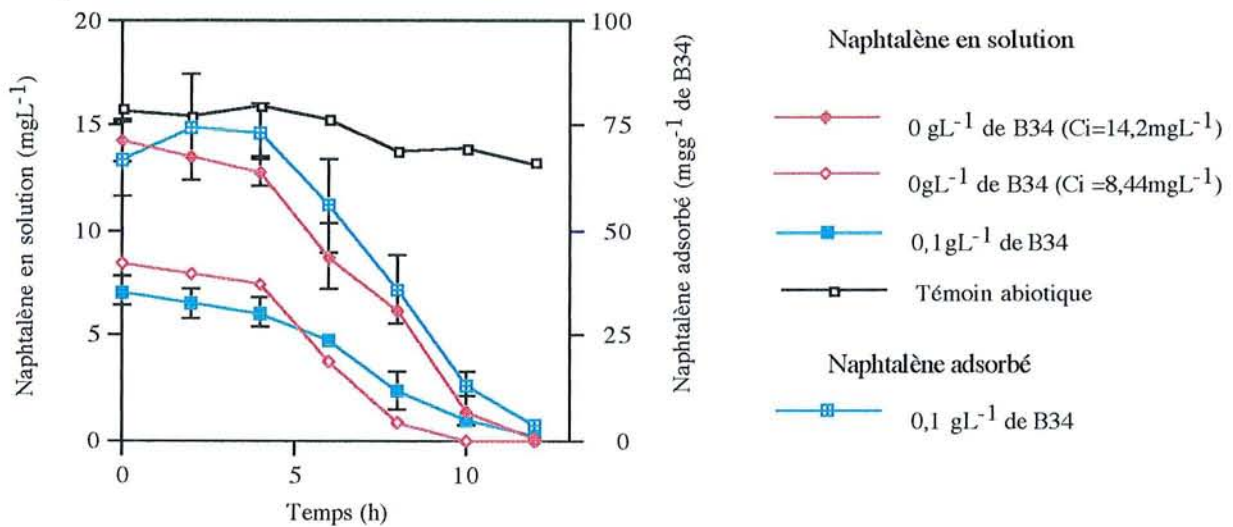 20
15
10
5
0
Naphtalène en solution (mgL-1)
0
5
10
Temps (h)
100
75
50
25
0
Naphtalène adsorbé (mgg-1 de B34)
Naphtalène en solution
0 gL-1 de B34 (Ci=14,2mgL-1)
0gL-1 de B34 (Ci =8,44mgL-1)
0,1gL-1 de B34
Témoin abiotique
Naphtalène adsorbé
0,1 gL-1 de B34